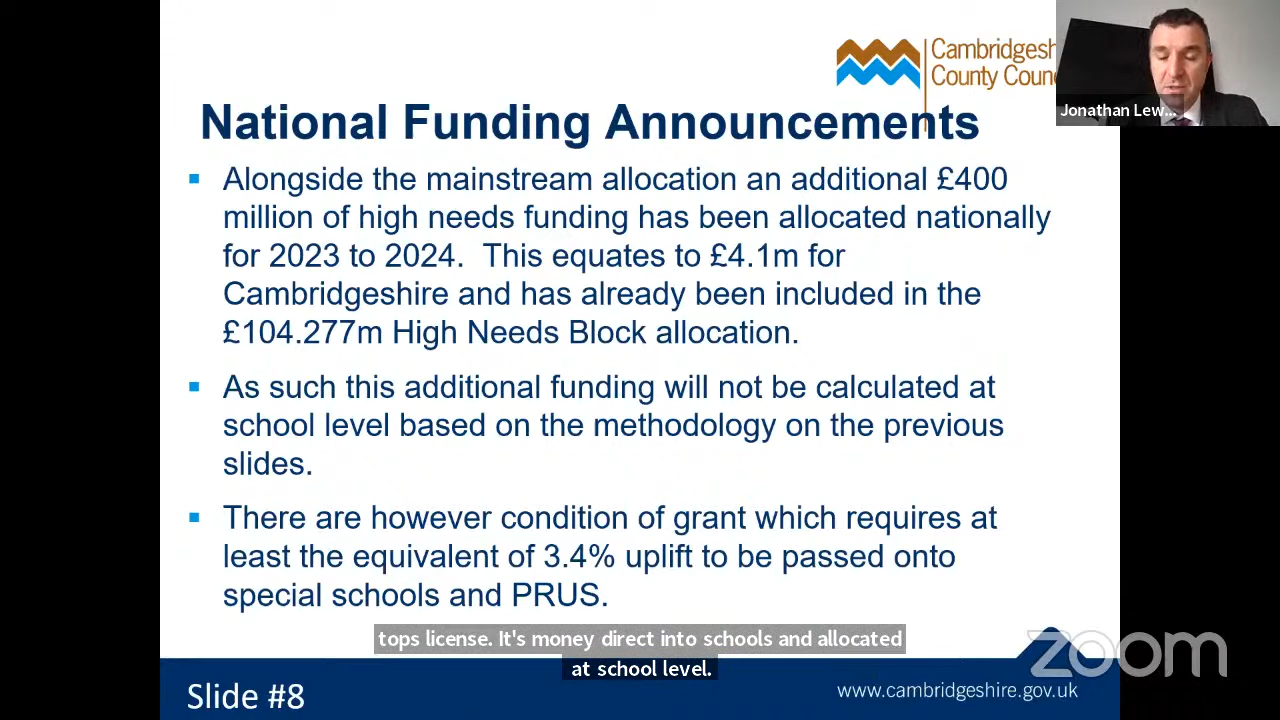 Cambridgesh
County Counc
Jonathan Lew...
National Funding Announcements
Alongside the mainstream allocation an additional £400
million of high needs funding has been allocated nationally
for 2023 to 2024. This equates to £4.1m for
Cambridgeshire and has already been included in the
£104.277m High Needs Block allocation.
As such this additional funding will not be calculated at
school level based on the methodology on the previous
slides.
There are however condition of grant which requires at
least the equivalent of 3.4% uplift to be passed onto
special schools and PRUS.
tops license. It's money direct into schools and allocated
at school level.
zoom
Slide #8
www.cambridgeshire.gov.uk